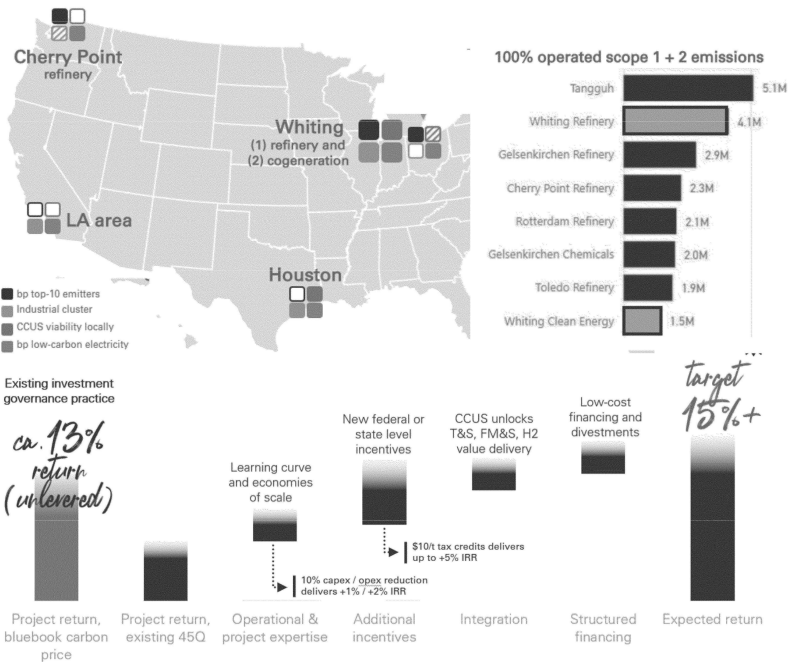 Cherry Point
refinery
Whiting
(1) refinery and
(2) cogeneration
LA area
Houston
bp top-10 emitters
Industrial cluster
CCUS viability locally
bp low-carbon electricity
100% operated scope 1 + 2 emissions
Tangguh 5.1M
Whiting Refinery 4.1M
Gelsenkirchen Refinery 2.9M
Cherry Point Refinery 2.3M
Rotterdam Refinery 2.1M
Gelsenkirchen Chemicals 2.0M
Toledo Refinery 1.9M
Whiting Clean Energy 1.5M
Existing investment
governance practice
ca. 13%
return
(unlevered)
Learning curve
and economies
of scale
New federal or
state level
incentives
CCUS unlocks
T&S, FM&S, H2
value delivery
Low-cost
financing and
divestments
target
15%+
10% capex / opex reduction
delivers +1% / +2% IRR
$10/t tax credits delivers
up to +5% IRR
Project return,
bluebook carbon
price
Project return,
existing 45Q
Operational &
project expertise
Additional
incentives
Integration
Structured
financing
Expected return